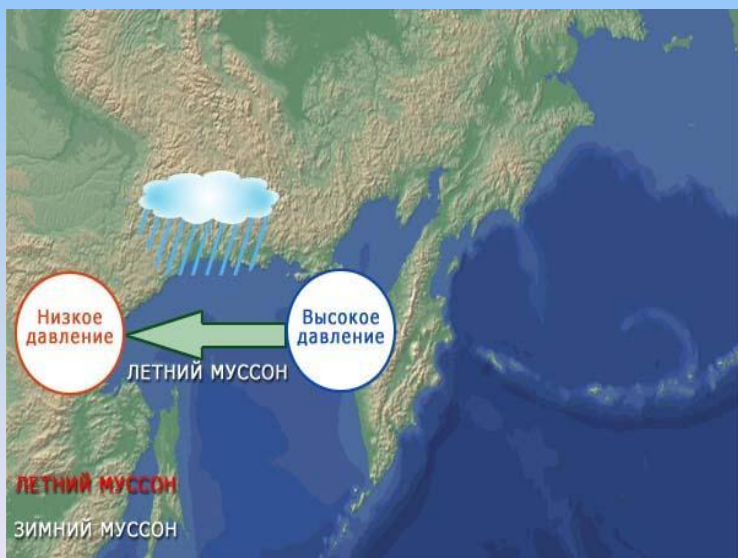 Низкое
давление
Высокое
давление
ЛЕТНИЙ МУССОН
ЛЕТНИЙ МУССОН
ЗИМНИЙ МУССОН